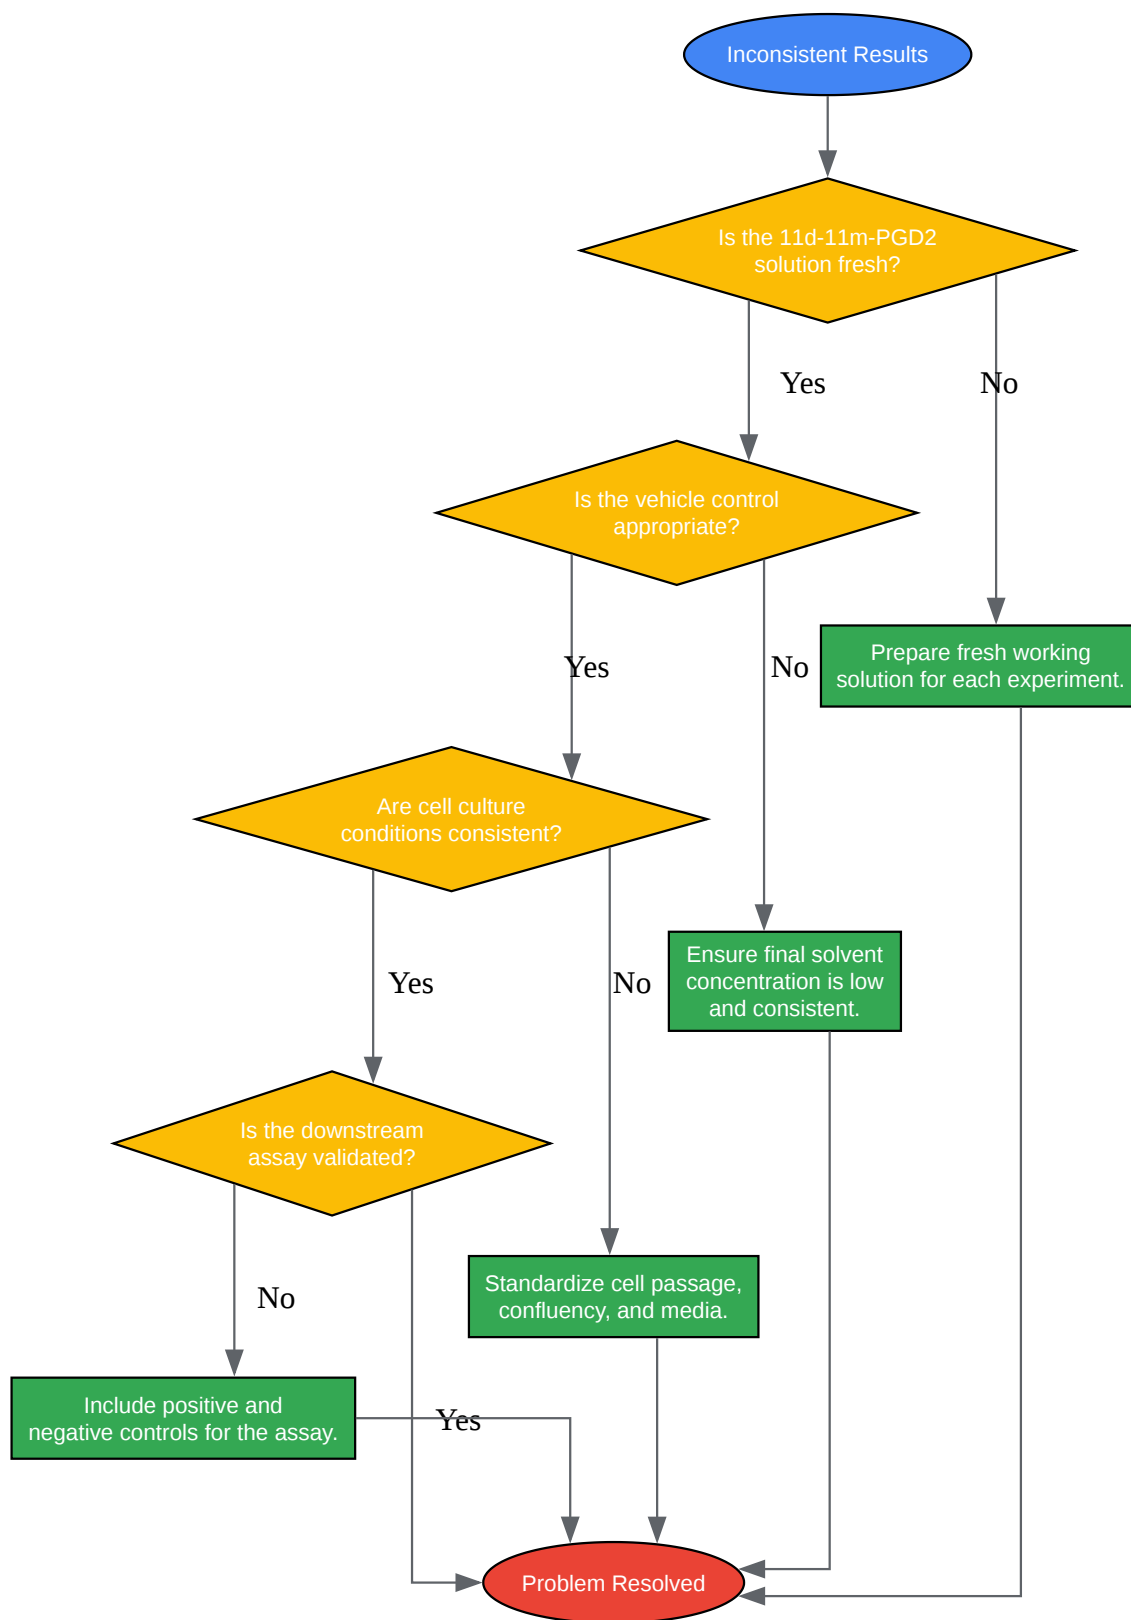 Inconsistent Results
Is the 11d-11m-PGD2
solution fresh?
Yes
No
Is the vehicle control
appropriate?
Yes
No
Prepare fresh working
solution for each experiment.
Are cell culture
conditions consistent?
Yes
No
Ensure final solvent
concentration is low
and consistent.
Is the downstream
assay validated?
No
Standardize cell passage,
confluency, and media.
Include positive and
negative controls for the assay.
Yes
Problem Resolved